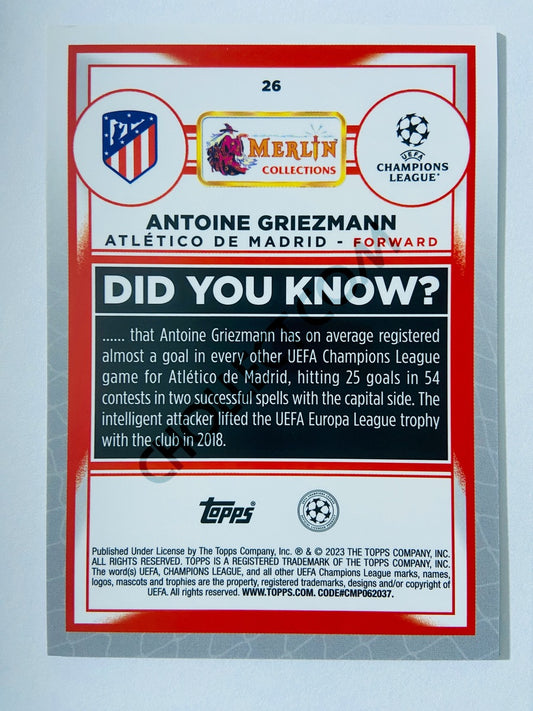 26
MERLIN
COLLECTIONS
UEFA
CHAMPIONS
LEAGUE®
ANTOINE GRIEZMANN
ATLÉTICO DE MADRID - FORWARD
DID YOU KNOW?
...... that Antoine Griezmann has on average registered
almost a goal in every other UEFA Champions League
game for Atlético de Madrid, hitting 25 goals in 54
contests in two successful spells with the capital side. The
intelligent attacker lifted the UEFA Europa League trophy
with the club in 2018.
topps®
Published Under License by The Topps Company, Inc. ® & © 2023 THE TOPPS COMPANY, INC.
ALL RIGHTS RESERVED. TOPPS IS A REGISTERED TRADEMARK OF THE TOPPS COMPANY, INC.
The word(s) UEFA, CHAMPIONS LEAGUE, and all other UEFA Champions League marks, names,
logos, mascots and trophies are the property, registered trademarks, designs and/or copyright of
UEFA. All rights reserved. WWW.TOPPS.COM. CODE#CMP062037.